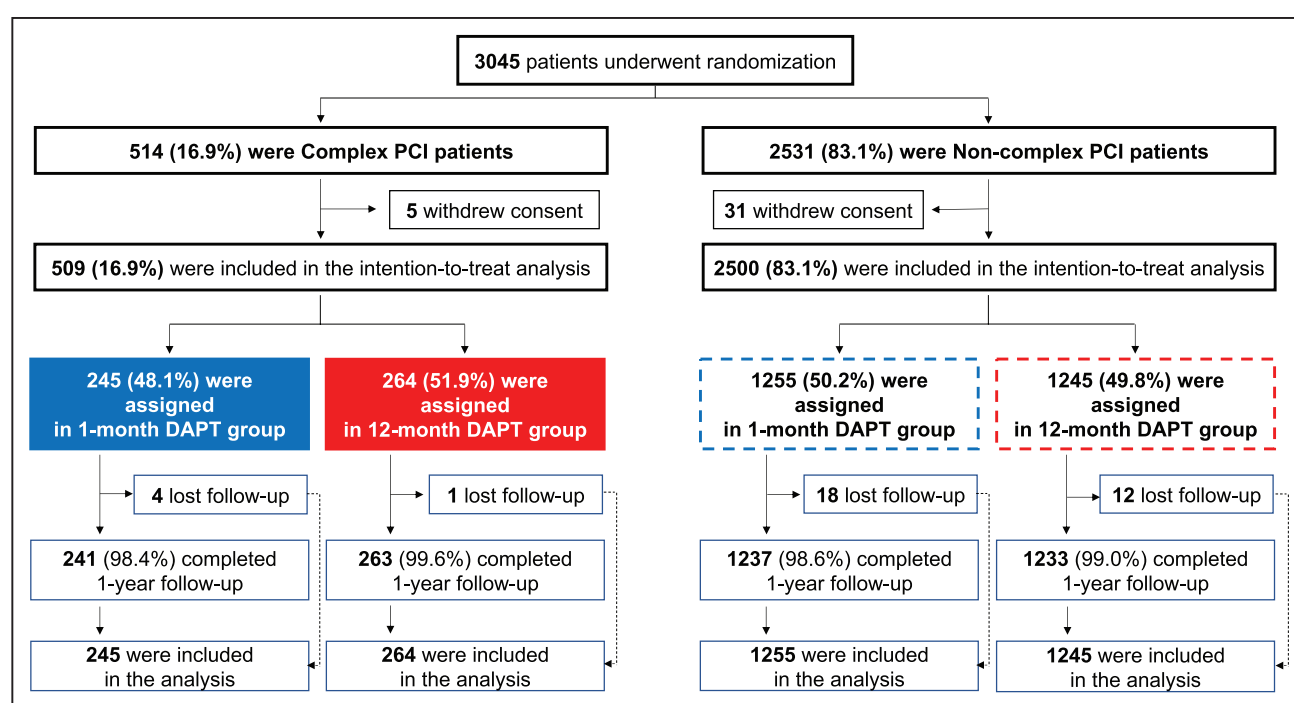 3045 patients underwent randomization
514 (16.9%) were Complex PCI patients
2531 (83.1%) were Non-complex PCI patients
5 withdrew consent
31 withdrew consent
509 (16.9%) were included in the intention-to-treat analysis
2500 (83.1%) were included in the intention-to-treat analysis
245 (48.1%) were
assigned
in 1-month DAPT group
264 (51.9%) were
assigned
in 12-month DAPT group
1255 (50.2%) were
assigned
in 1-month DAPT group
1245 (49.8%) were
assigned
in 12-month DAPT group
4 lost follow-up
1 lost follow-up
18 lost follow-up
12 lost follow-up
241 (98.4%) completed
1-year follow-up
263 (99.6%) completed
1-year follow-up
1237 (98.6%) completed
1-year follow-up
1233 (99.0%) completed
1-year follow-up
245 were included
in the analysis
264 were included
in the analysis
1255 were included
in the analysis
1245 were included
in the analysis